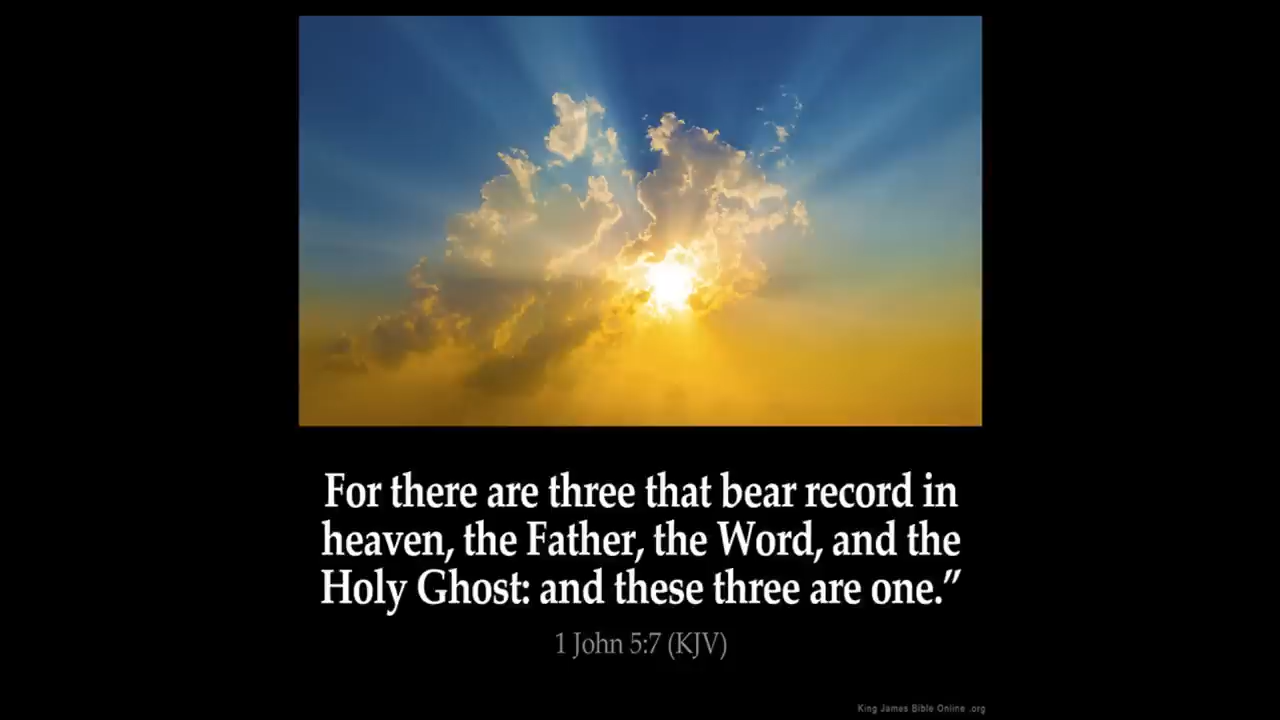 For there are three that bear record in
heaven, the Father, the Word, and the
Holy Ghost: and these three are one.”
1 John 5:7 (KJV)
King James Bible Online .org